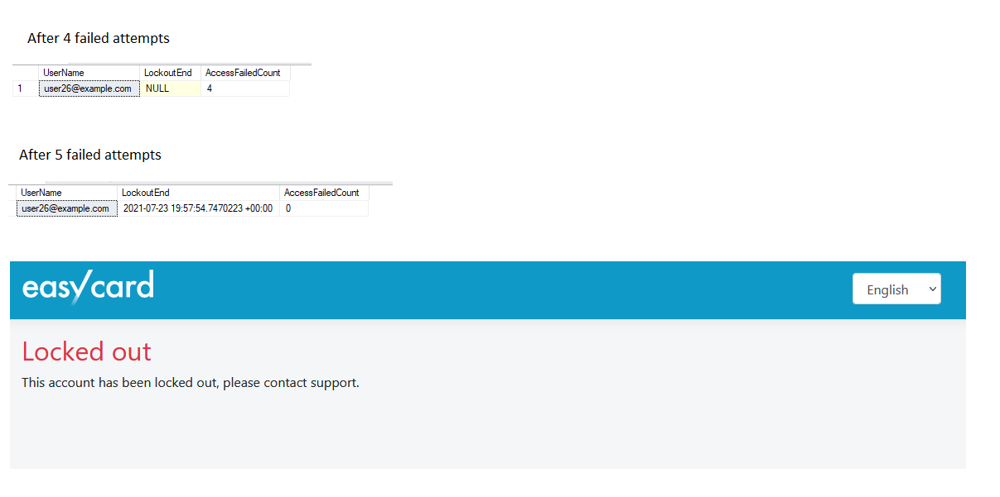 After 4 failed attempts
UserName LockoutEnd AccessFailedCount
1 user26@example.com NULL 4
After 5 failed attempts
UserName LockoutEnd AccessFailedCount
user26@example.com 2021-07-23 19:57:54.7470223 +00:00 0
easycard English
Locked out
This account has been locked out, please contact support.